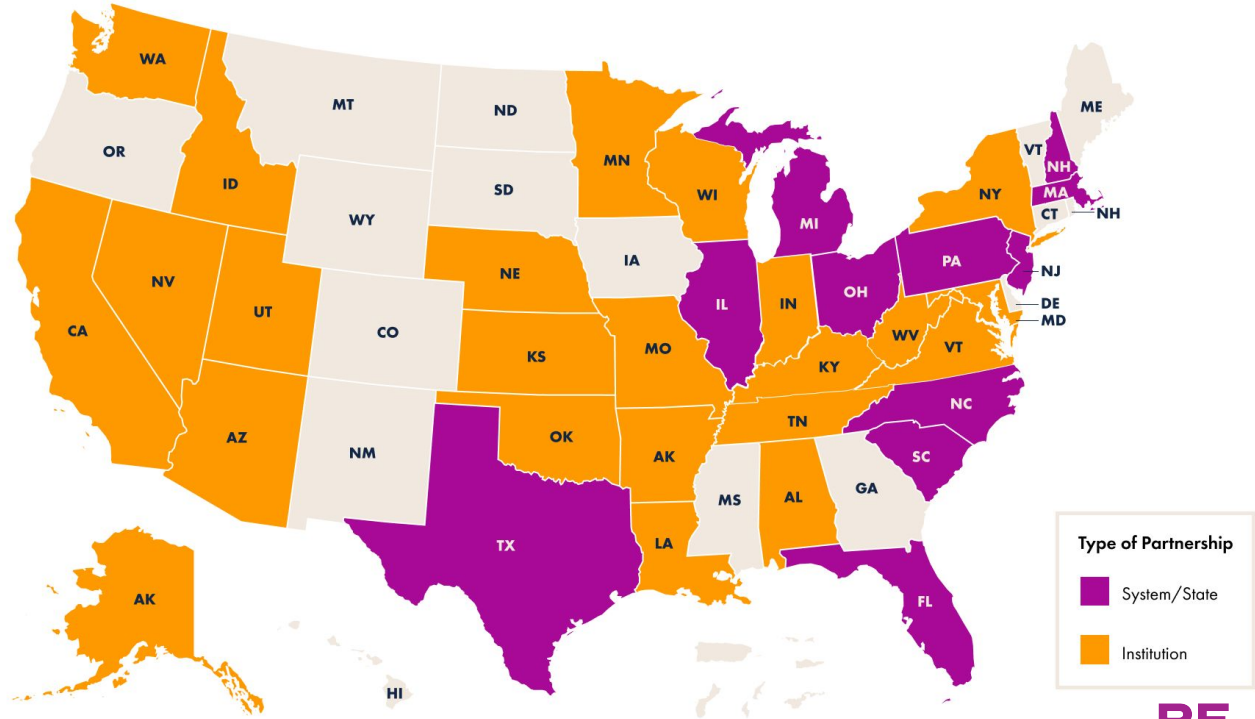 WA
MT
ND
ME
OR
MN
VT
ID
SD
WI
NY
NH
MA
WY
MI
CT
NH
IA
PA
NE
NJ
NV
IL
IN
OH
DE
UT
MD
CA
CO
WV
VT
KS
MO
KY
NC
TN
AZ
OK
NM
AK
SC
MS
AL
GA
LA
TX
Type of Partnership
System/State
AK
FL
Institution
HI